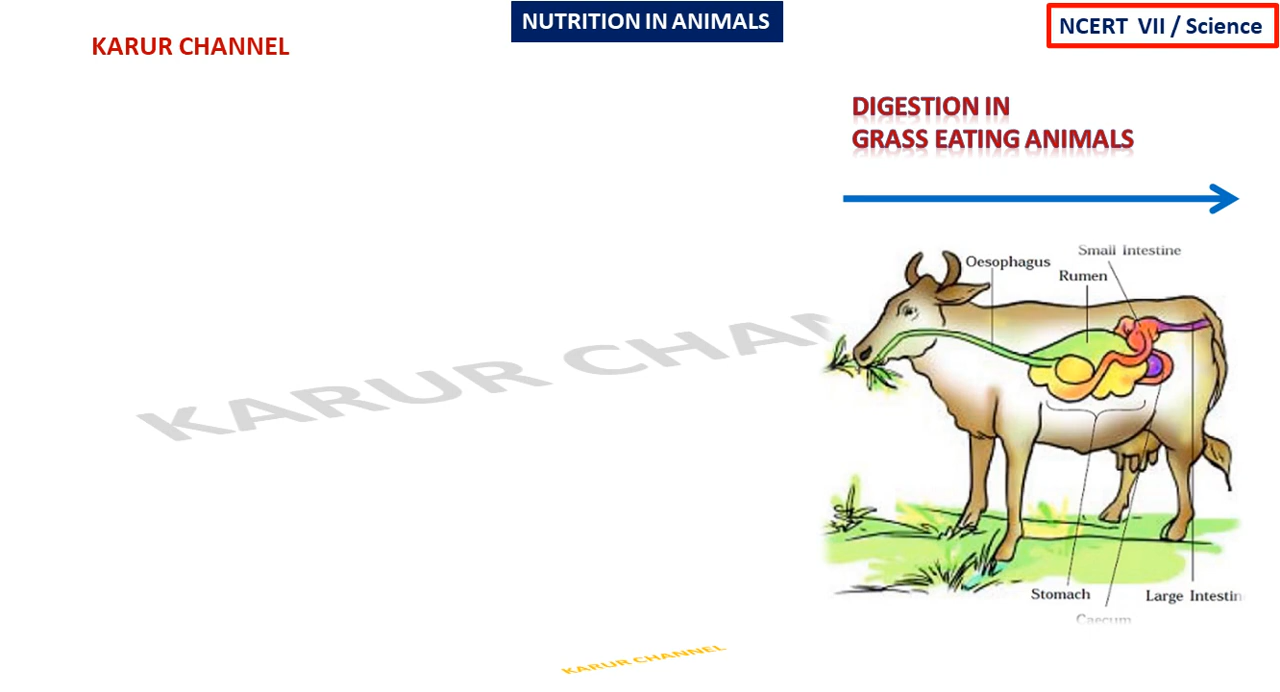 NUTRITION IN ANIMALS
KARUR CHANNEL
NCERT VII / Science
DIGESTION IN
GRASS EATING ANIMALS
Small Intestine
Oesophagus
Rumen
KARUR CHAN
Stomach
Large Intestin
Caecum
KARUR CHANNEL